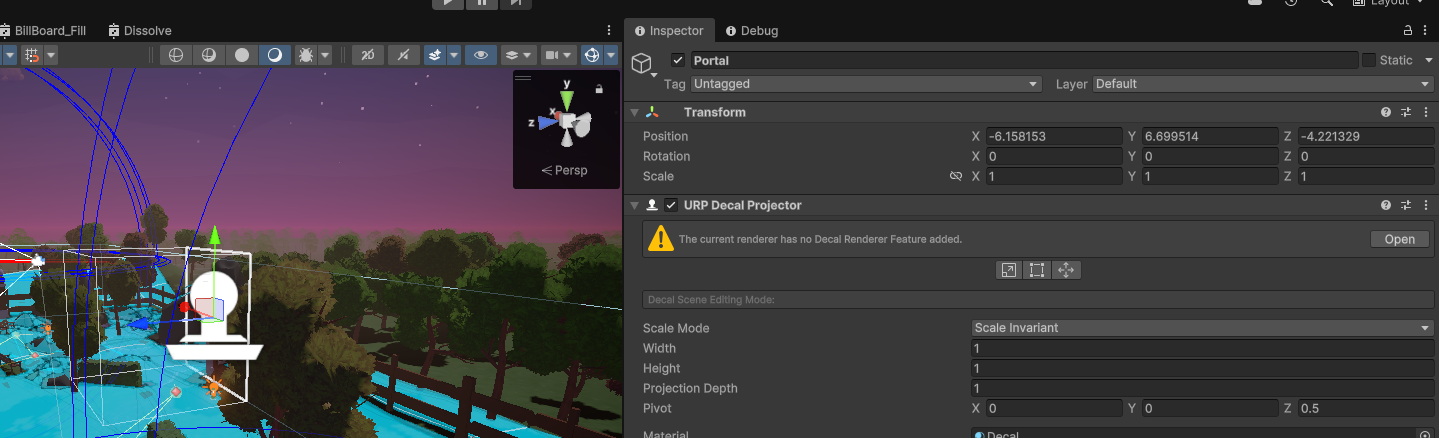 Layout
BillBoard_Fill
Dissolve
Inspector
Debug
2D
y
x
z
Persp
Portal
Static
Tag
Untagged
Layer
Default
Transform
Position
X
-6.158153
Y
6.699514
Z
-4.221329
Rotation
X
0
Y
0
Z
0
Scale
X
1
Y
1
Z
1
URP Decal Projector
The current renderer has no Decal Renderer Feature added.
Open
Decal Scene Editing Mode:
Scale Mode
Scale Invariant
Width
1
Height
1
Projection Depth
1
Pivot
X
0
Y
0
Z
0.5
Material
Decal